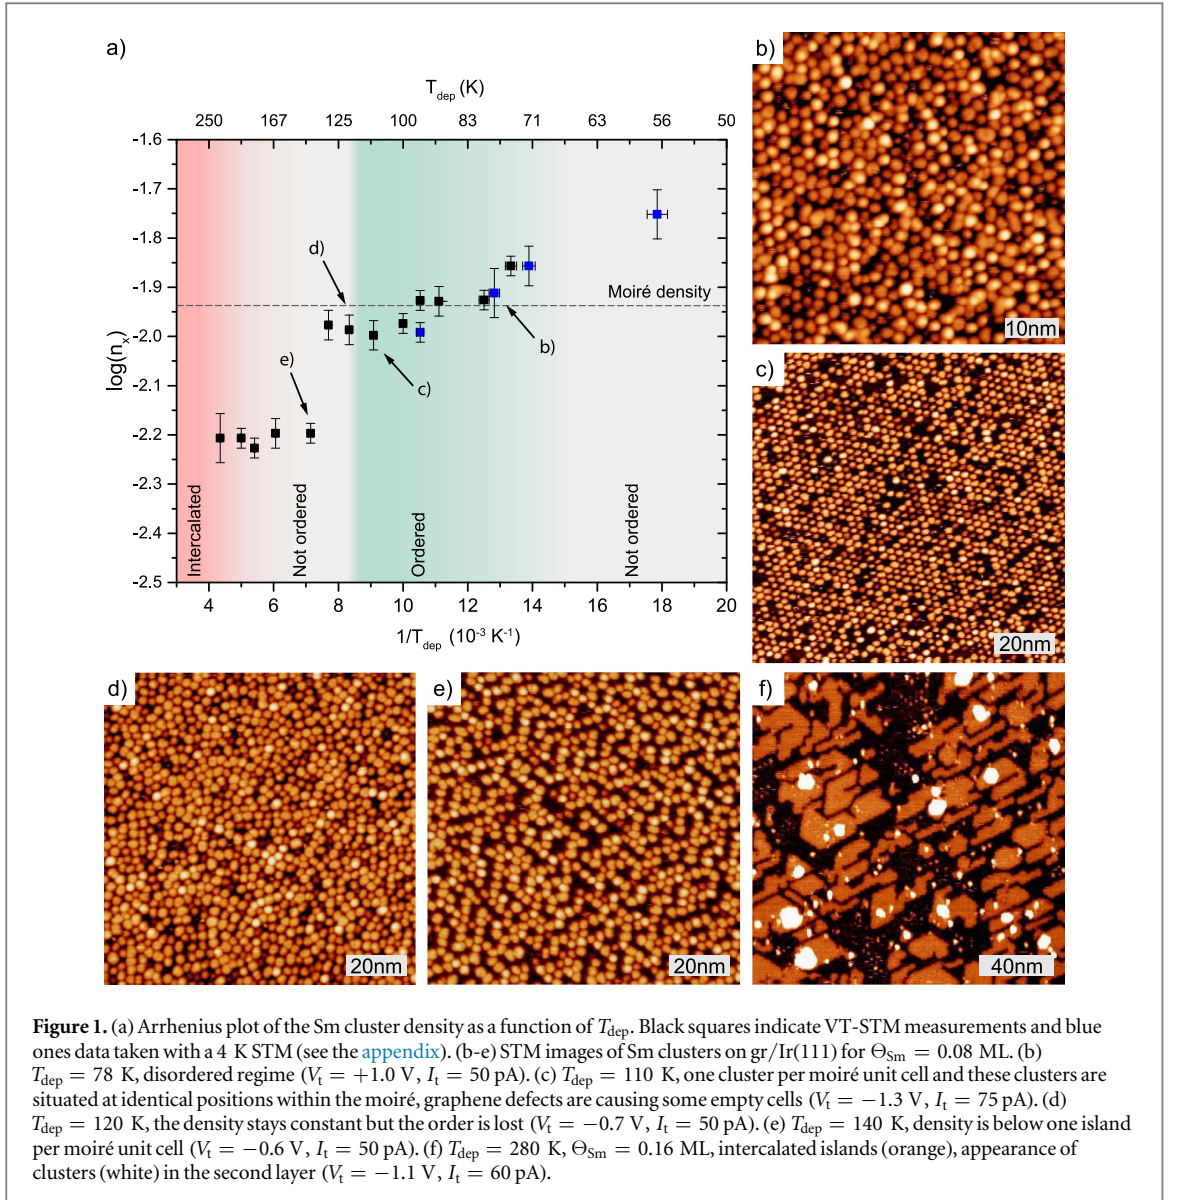 a)
T_dep (K)
250 167 125 100 83 71 63 56 50
-1.6
-1.7
-1.8
-1.9
-2.0
-2.1
-2.2
-2.3
-2.4
-2.5
log(n_x)
d)
e)
c)
b)
Moiré density
Intercalated
Not ordered
Ordered
Not ordered
4 6 8 10 12 14 16 18 20
1/T_dep (10⁻³ K⁻¹)
b)
10nm
c)
20nm
d)
20nm
e)
20nm
f)
40nm
Figure 1. (a) Arrhenius plot of the Sm cluster density as a function of T_dep. Black squares indicate VT-STM measurements and blue
ones data taken with a 4 K STM (see the appendix). (b-e) STM images of Sm clusters on gr/Ir(111) for Θ_Sm = 0.08 ML. (b)
T_dep = 78 K, disordered regime (V_t = +1.0 V, I_t = 50 pA). (c) T_dep = 110 K, one cluster per moiré unit cell and these clusters are
situated at identical positions within the moiré, graphene defects are causing some empty cells (V_t = −1.3 V, I_t = 75 pA). (d)
T_dep = 120 K, the density stays constant but the order is lost (V_t = −0.7 V, I_t = 50 pA). (e) T_dep = 140 K, density is below one island
per moiré unit cell (V_t = −0.6 V, I_t = 50 pA). (f) T_dep = 280 K, Θ_Sm = 0.16 ML, intercalated islands (orange), appearance of
clusters (white) in the second layer (V_t = −1.1 V, I_t = 60 pA).